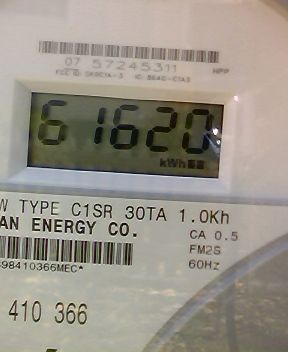 07 57245311
HPP
61620
kWh
W TYPE C1SR 30TA 1.0Kh
AN ENERGY CO.
CA 0.5
FM2S
60Hz
98410366MEC*
410 366